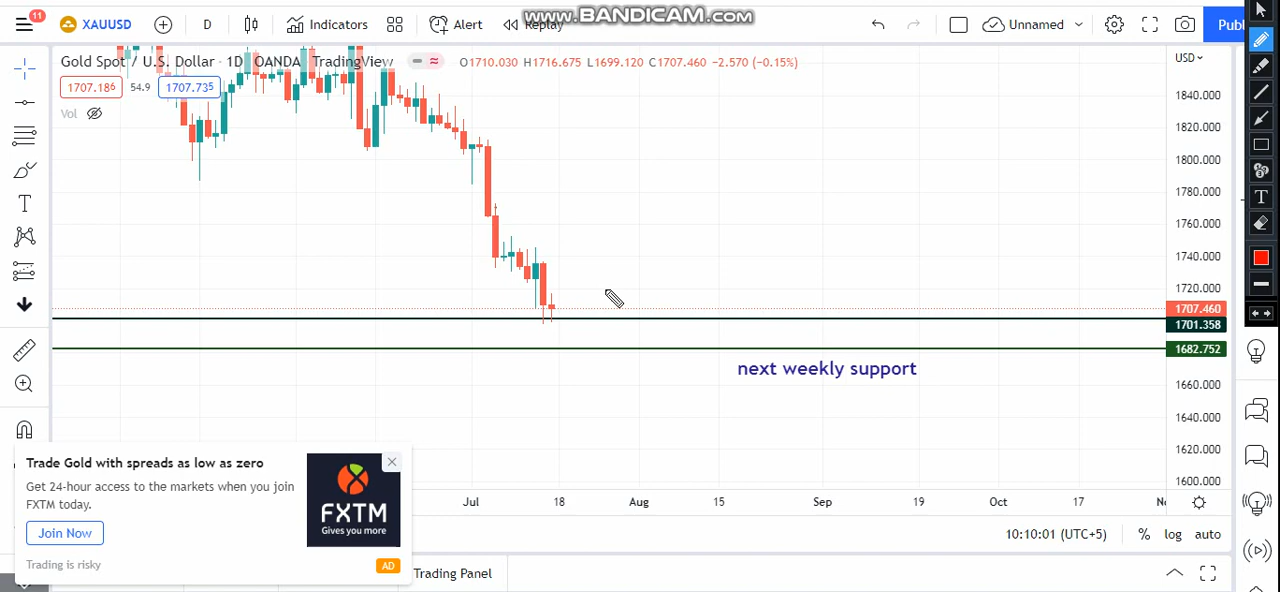 www.BANDICAM.com
11
XAUUSD
D
Indicators
Alert
Replay
Unnamed
Publ
Gold Spot / U.S. Dollar · 1D OANDA TradingView
O1710.030 H1716.675 L1699.120 C1707.460 −2.570 (−0.15%)
USD
1707.186
54.9
1707.735
Vol
1840.000
1820.000
1800.000
1780.000
1760.000
1740.000
1720.000
1707.460
1701.358
1682.752
next weekly support
1660.000
1640.000
1620.000
1600.000
Trade Gold with spreads as low as zero
Get 24-hour access to the markets when you join
FXTM today.
Join Now
Trading is risky
FXTM
Gives you more
AD
Jul
18
Aug
15
Sep
19
Oct
17
10:10:01 (UTC+5)
%
log
auto
Trading Panel